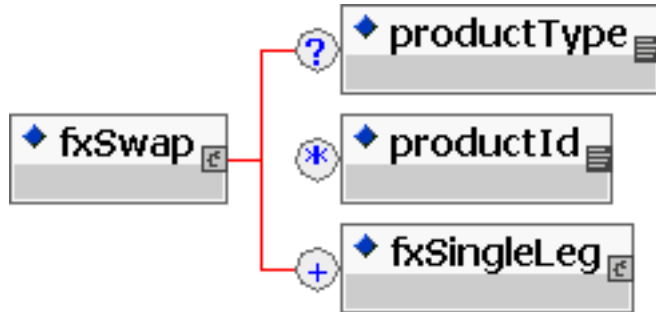 ? productType
fxSwap
* productId
+ fxSingleLeg